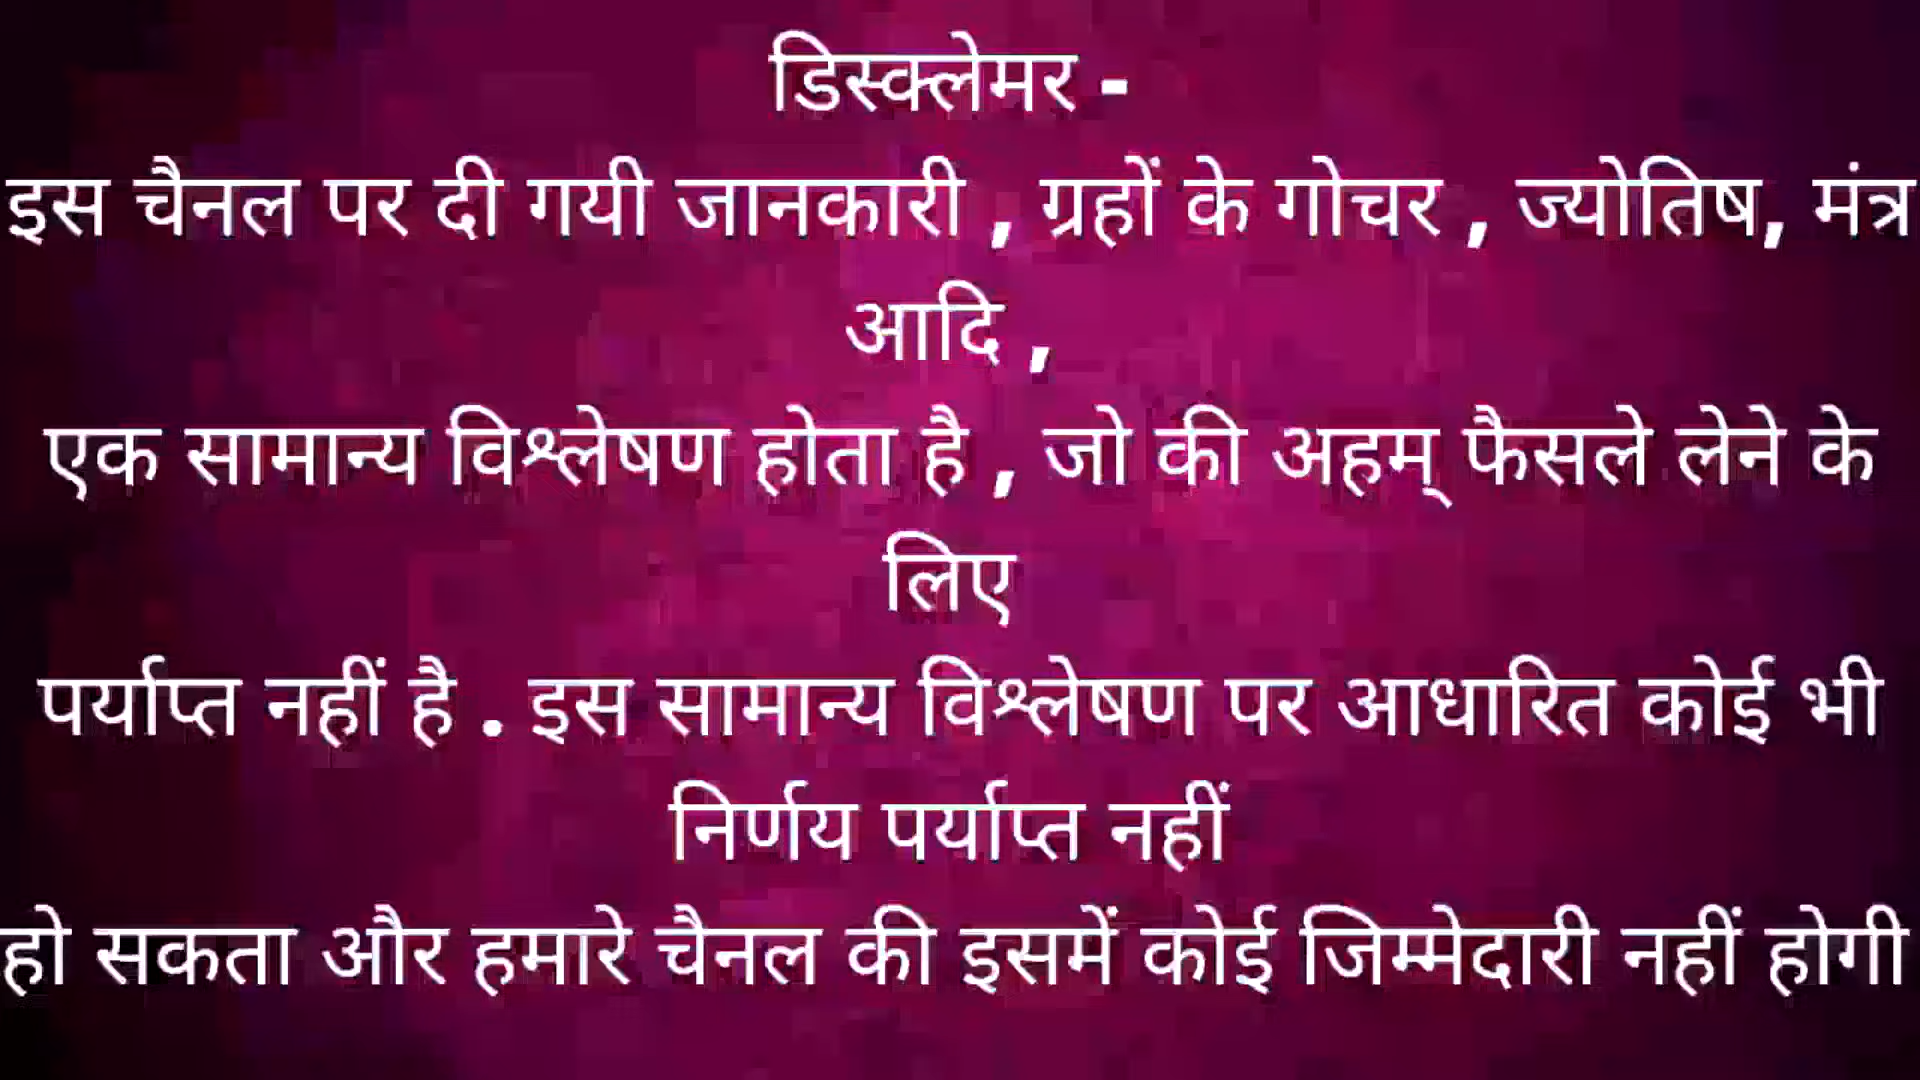 डिस्क्लेमर -
इस चैनल पर दी गयी जानकारी , ग्रहों के गोचर , ज्योतिष, मंत्र
आदि ,
एक सामान्य विश्लेषण होता है , जो की अहम् फैसले लेने के
लिए
पर्याप्त नहीं है . इस सामान्य विश्लेषण पर आधारित कोई भी
निर्णय पर्याप्त नहीं
हो सकता और हमारे चैनल की इसमें कोई जिम्मेदारी नहीं होगी